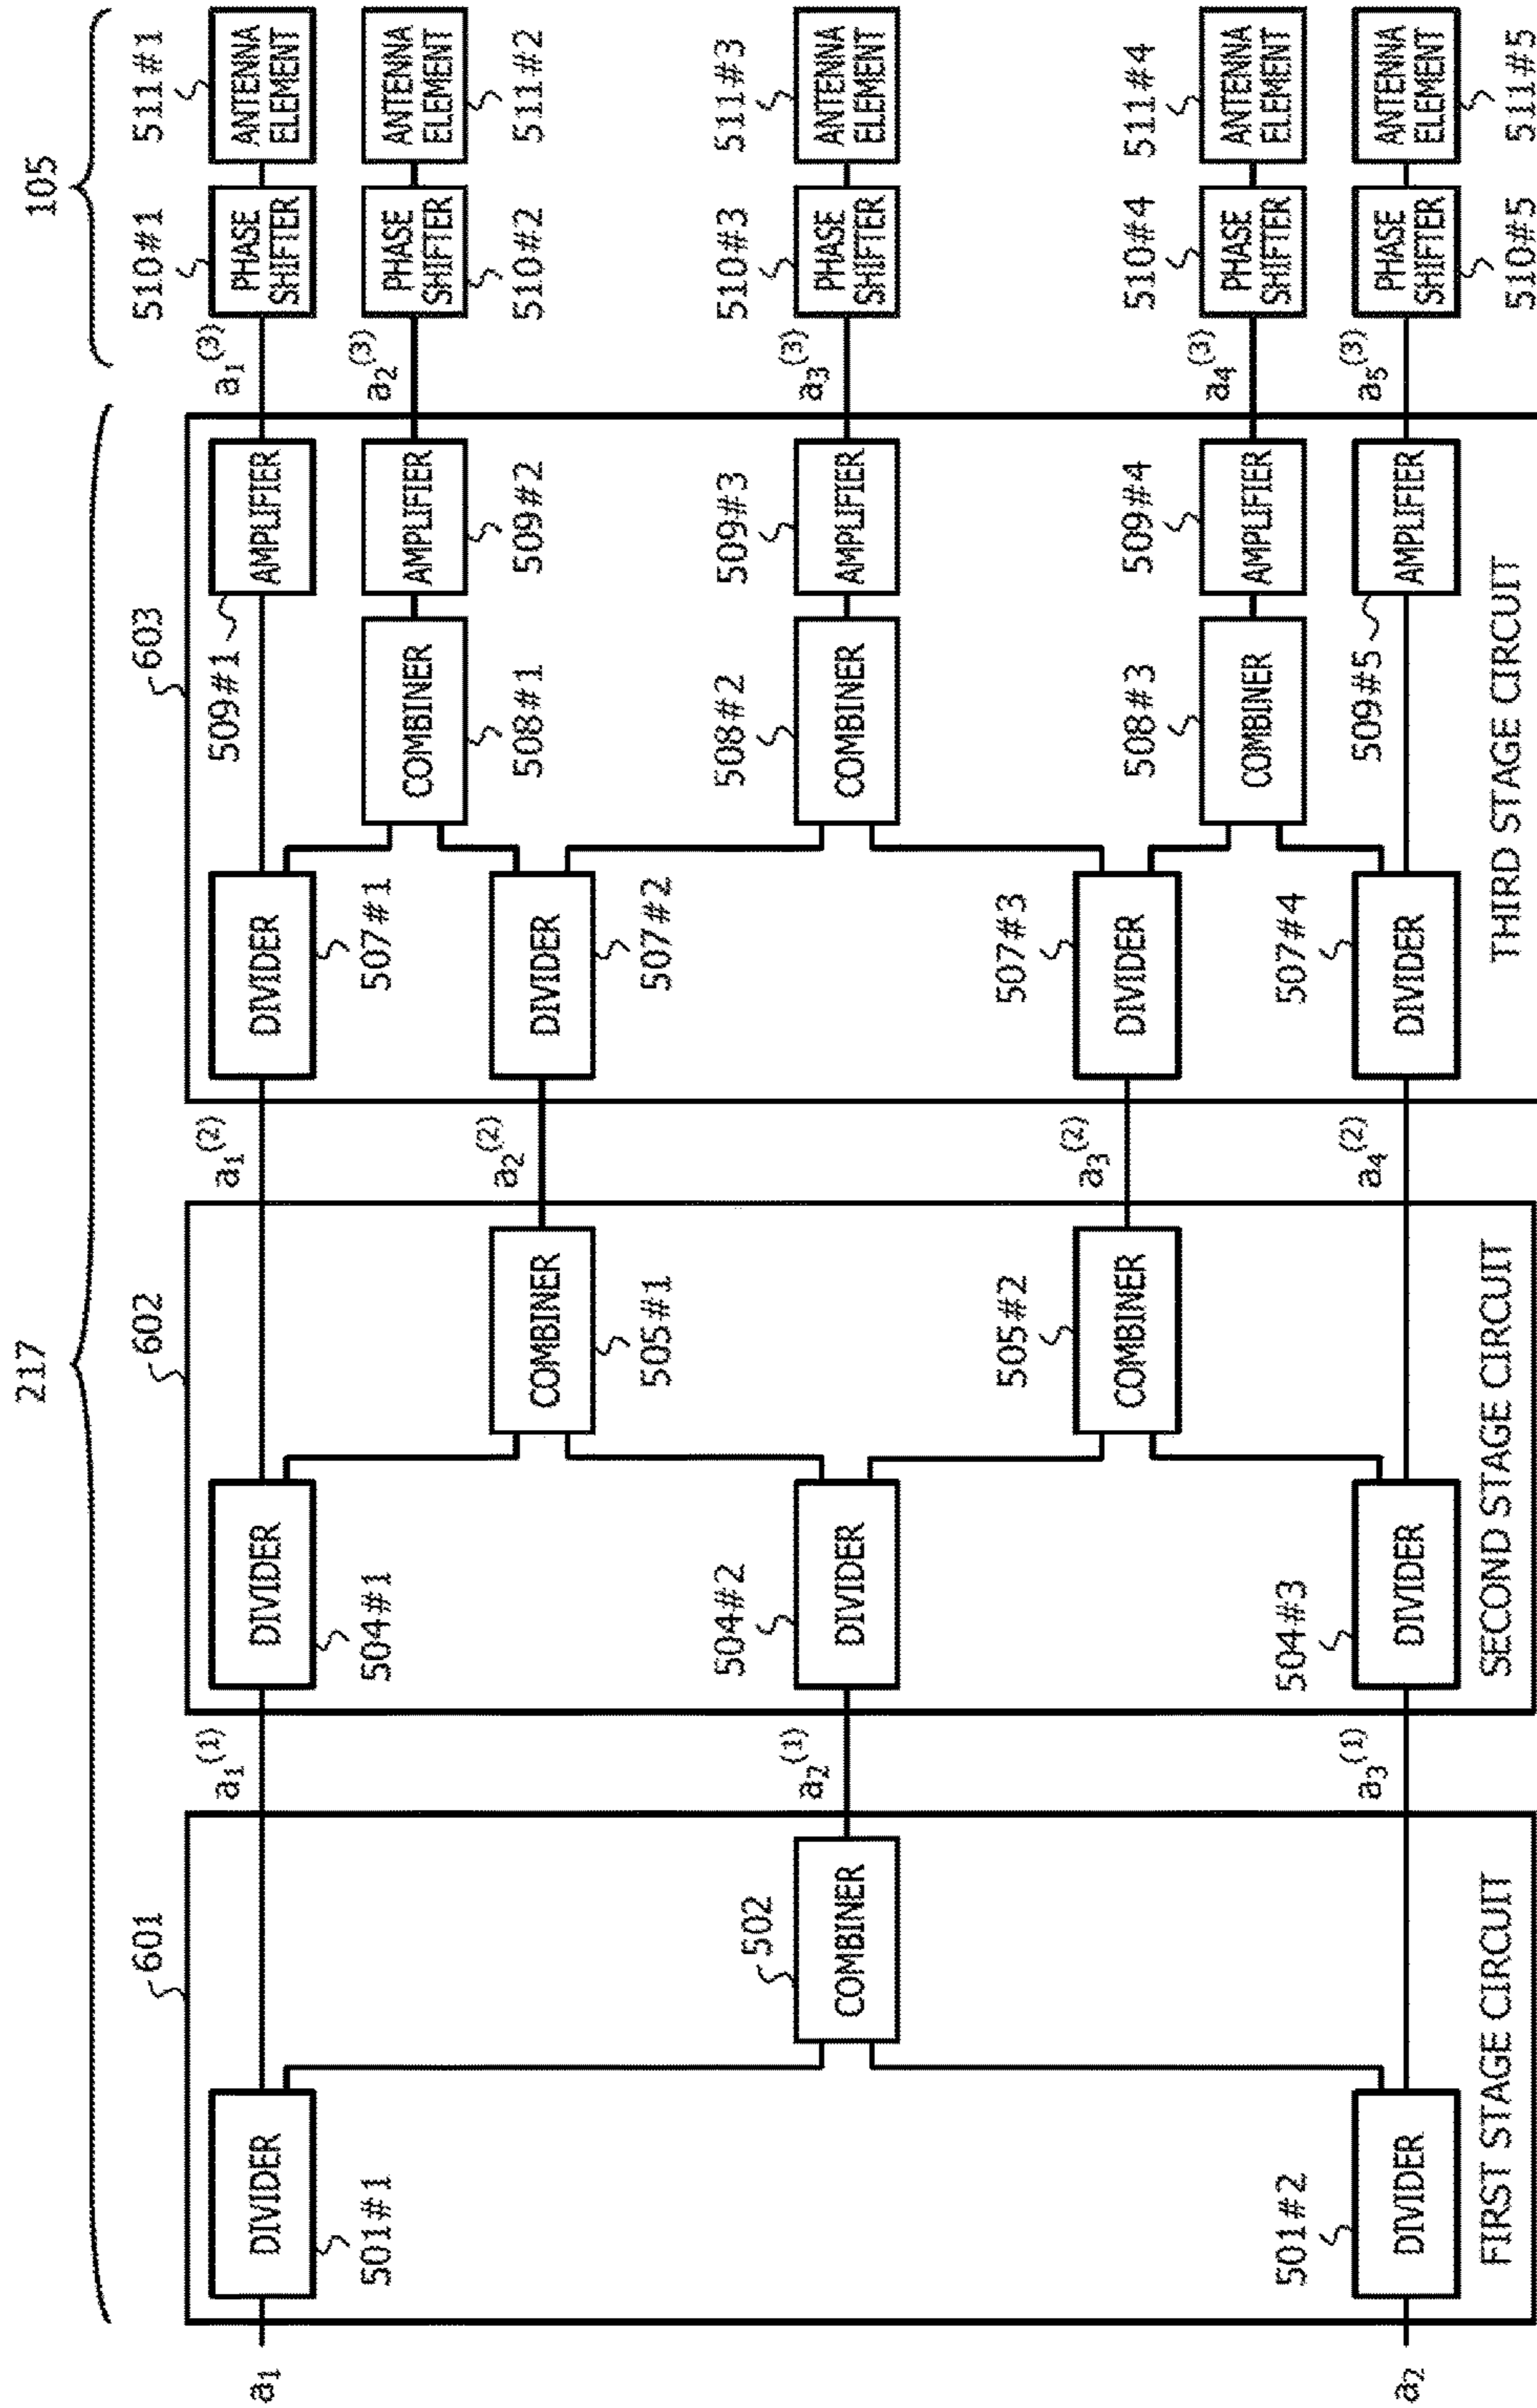 217
105
601
a₁
DIVIDER
501#1
502
COMBINER
501#2
DIVIDER
a₂
FIRST STAGE CIRCUIT
a₁⁽¹⁾
a₂⁽¹⁾
a₃⁽¹⁾
602
DIVIDER
504#1
COMBINER
505#1
504#2
DIVIDER
505#2
COMBINER
504#3
DIVIDER
SECOND STAGE CIRCUIT
a₁⁽²⁾
a₂⁽²⁾
a₃⁽²⁾
a₄⁽²⁾
603
DIVIDER
507#1
509#1
AMPLIFIER
COMBINER
508#1
AMPLIFIER
509#2
DIVIDER
507#2
508#2
COMBINER
509#3
AMPLIFIER
507#3
DIVIDER
508#3
COMBINER
509#4
AMPLIFIER
507#4
DIVIDER
509#5
AMPLIFIER
THIRD STAGE CIRCUIT
a₁⁽³⁾
510#1
PHASE
SHIFTER
511#1
ANTENNA
ELEMENT
a₂⁽³⁾
PHASE
SHIFTER
510#2
ANTENNA
ELEMENT
511#2
a₃⁽³⁾
510#3
PHASE
SHIFTER
511#3
ANTENNA
ELEMENT
a₄⁽³⁾
510#4
PHASE
SHIFTER
511#4
ANTENNA
ELEMENT
a₅⁽³⁾
PHASE
SHIFTER
510#5
ANTENNA
ELEMENT
511#5